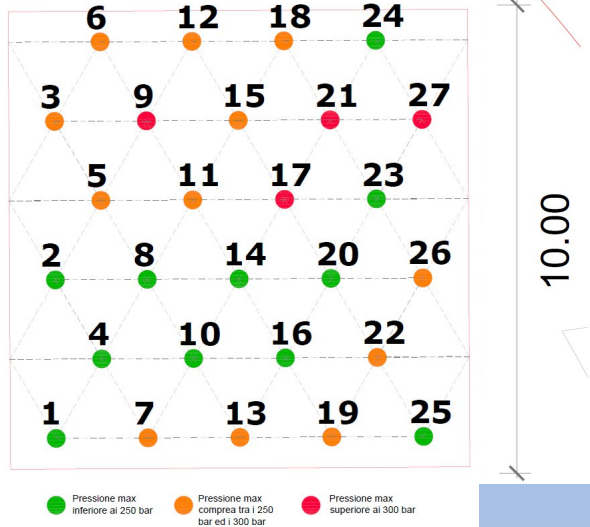 6 12 18 24
3 9 15 21 27
5 11 17 23
2 8 14 20 26
4 10 16 22
1 7 13 19 25
10.00
Pressione max
inferiore ai 250 bar
Pressione max
comprea tra i 250
bar ed i 300 bar
Pressione max
superiore ai 300 bar